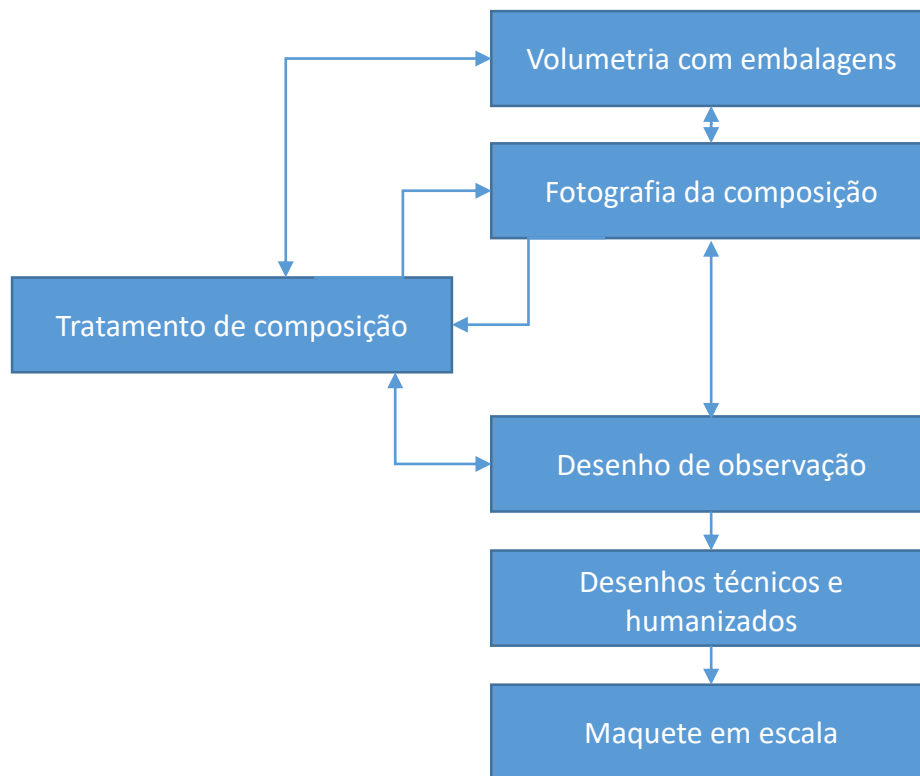 Volumetria com embalagens
Fotografia da composição
Tratamento de composição
Desenho de observação
Desenhos técnicos e
humanizados
Maquete em escala